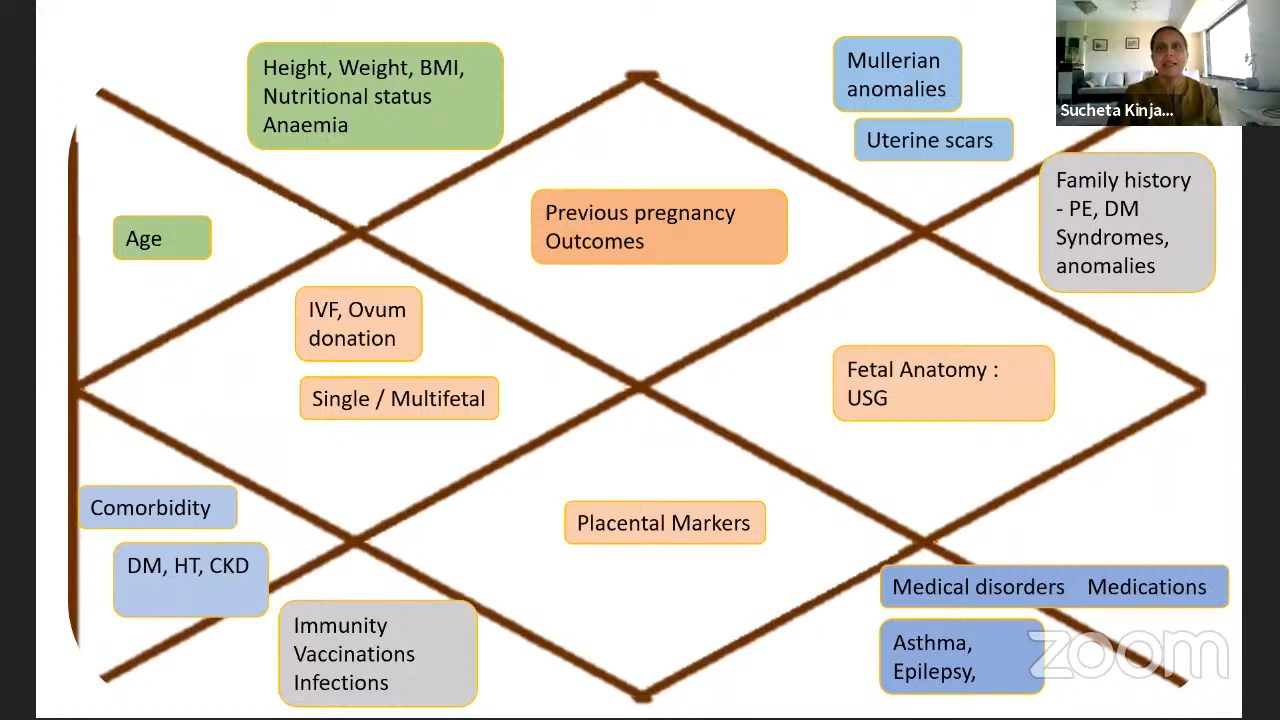 Height, Weight, BMI,
Nutritional status
Anaemia
Mullerian
anomalies
Uterine scars
Sucheta Kinja...
Family history
- PE, DM
Syndromes,
anomalies
Age
Previous pregnancy
Outcomes
IVF, Ovum
donation
Single / Multifetal
Fetal Anatomy :
USG
Comorbidity
DM, HT, CKD
Placental Markers
Immunity
Vaccinations
Infections
Medical disorders Medications
Asthma,
Epilepsy,
zoom